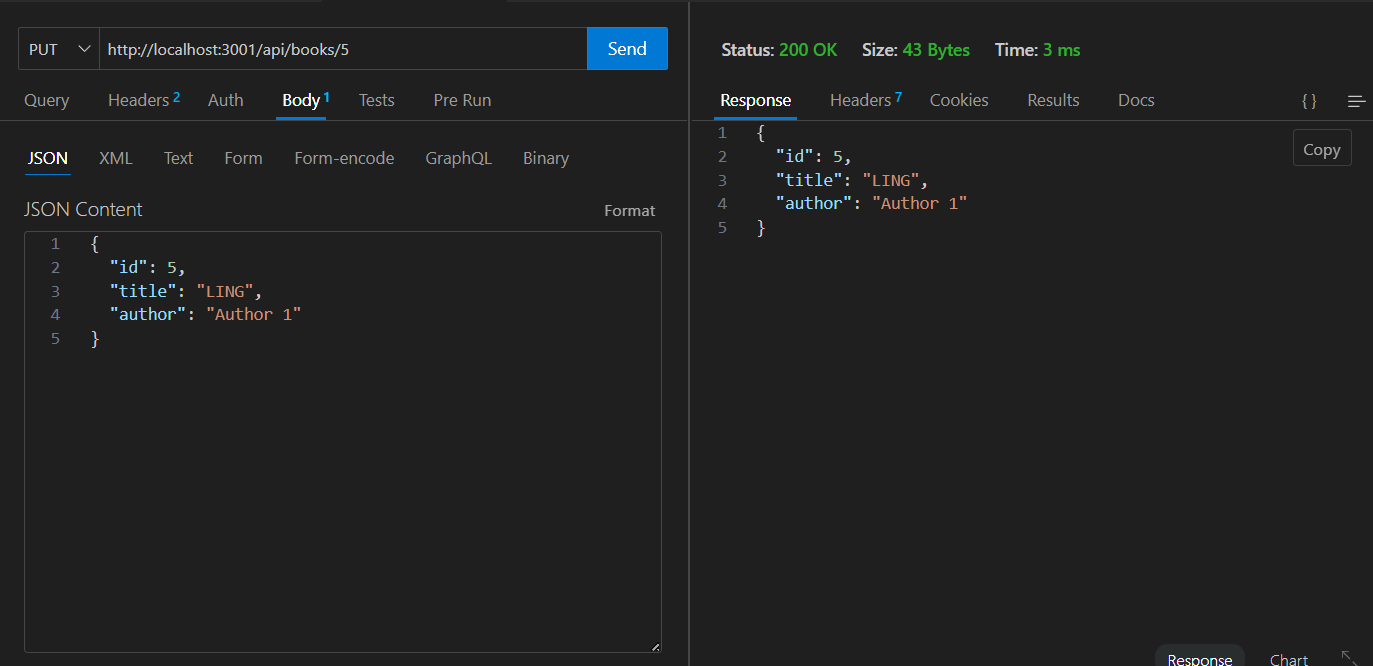 PUT http://localhost:3001/api/books/5 Send
Query Headers 2 Auth Body 1 Tests Pre Run
JSON XML Text Form Form-encode GraphQL Binary
JSON Content Format
1 {
2 "id": 5,
3 "title": "LING",
4 "author": "Author 1"
5 }
Status: 200 OK Size: 43 Bytes Time: 3 ms
Response Headers 7 Cookies Results Docs { }
1 {
2 "id": 5,
3 "title": "LING",
4 "author": "Author 1"
5 }
Copy
Response Chart